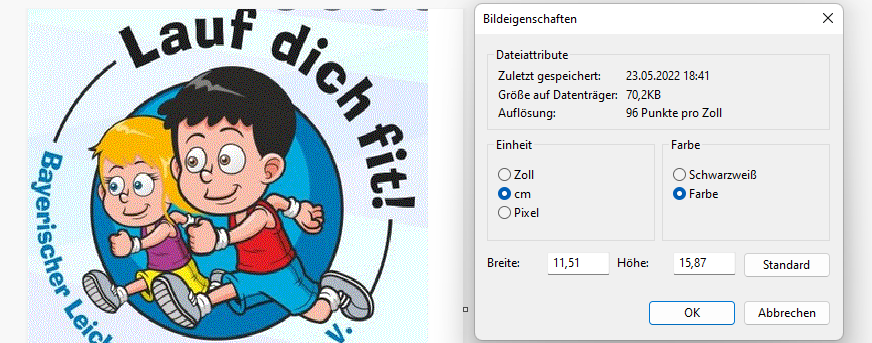 Lauf dich fit!
Bayerischer Leich
v.
Bildeigenschaften
Dateiattribute
Zuletzt gespeichert: 23.05.2022 18:41
Größe auf Datenträger: 70,2KB
Auflösung: 96 Punkte pro Zoll
Einheit Farbe
Zoll Schwarzweiß
cm Farbe
Pixel
Breite: 11,51 Höhe: 15,87 Standard
OK Abbrechen